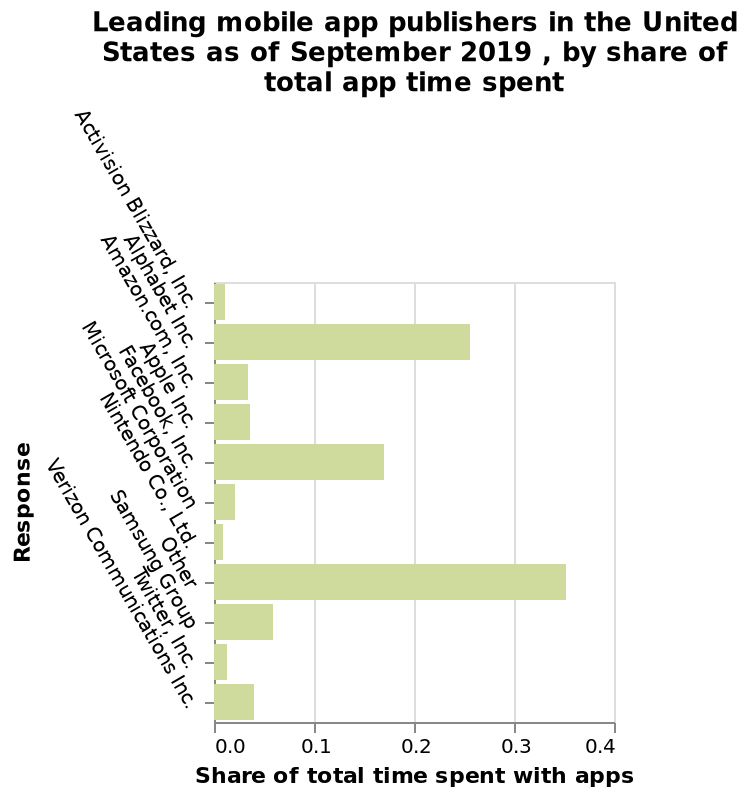 Leading mobile app publishers in the United
States as of September 2019 , by share of
total app time spent
Response
Activision Blizzard, Inc.
Alphabet Inc.
Amazon.com, Inc.
Apple Inc.
Facebook, Inc.
Microsoft Corporation
Nintendo Co., Ltd.
Other
Samsung Group
Twitter, Inc.
Verizon Communications Inc.
0.0 0.1 0.2 0.3 0.4
Share of total time spent with apps